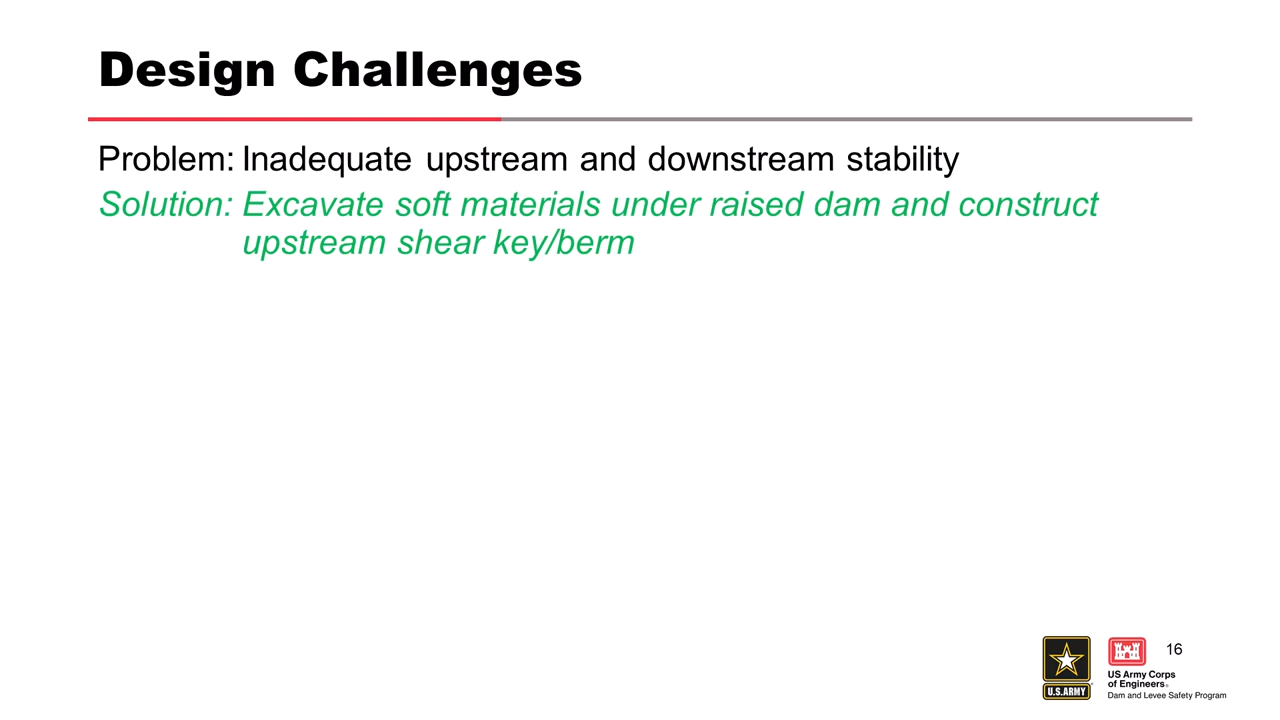 Design Challenges
Problem: Inadequate upstream and downstream stability
Solution: Excavate soft materials under raised dam and construct
upstream shear key/berm
16
U.S.ARMY
US Army Corps
of Engineers®
Dam and Levee Safety Program